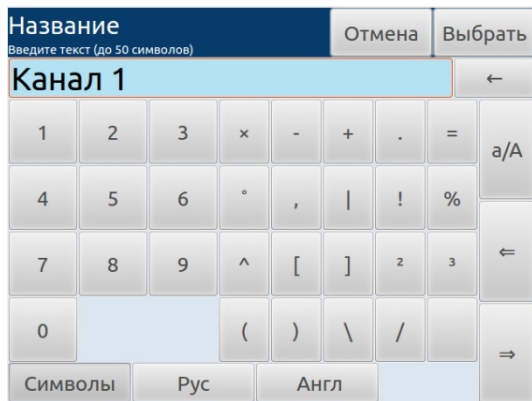 Название
Отмена
Выбрать
Введите текст (до 50 символов)
Канал 1
←
1 2 3 × - + . =
a/A
4 5 6 ° , | ! %
7 8 9 ^ [ ] ² ³
⇐
0 ( ) \ /
⇒
Символы Рус Англ